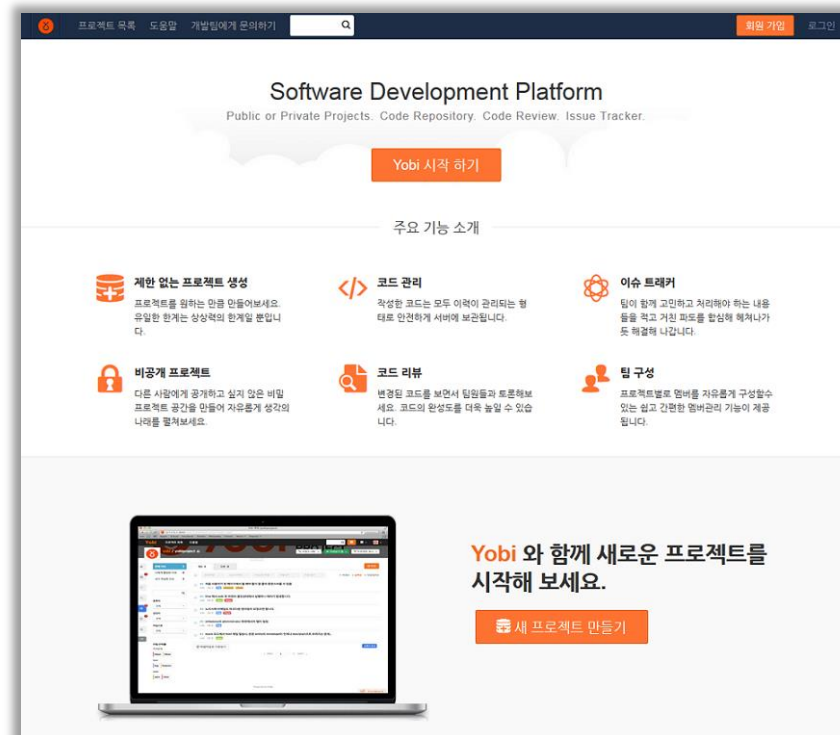 프로젝트 목록 도움말 개발팀에게 문의하기
회원 가입 로그인
Software Development Platform
Public or Private Projects. Code Repository. Code Review. Issue Tracker.
Yobi 시작 하기
주요 기능 소개
제한 없는 프로젝트 생성
프로젝트를 원하는 만큼 만들어보세요.
유일한 한계는 상상력의 한계일 뿐입니
다.
코드 관리
작성한 코드는 모두 이력이 관리되는 형
태로 안전하게 서버에 보관됩니다.
이슈 트래커
팀이 함께 고민하고 처리해야 하는 내용
들을 적고 거친 파도를 합심해 헤쳐나가
듯 해결해 나갑니다.
비공개 프로젝트
다른 사람에게 공개하고 싶지 않은 비밀
프로젝트 공간을 만들어 자유롭게 생각의
나래를 펼쳐보세요.
코드 리뷰
변경된 코드를 보면서 팀원들과 토론해보
세요. 코드의 완성도를 더욱 높일 수 있습
니다.
팀 구성
프로젝트별로 멤버를 자유롭게 구성할수
있는 쉽고 간편한 멤버관리 기능이 제공
됩니다.
Yobi 와 함께 새로운 프로젝트를
시작해 보세요.
새 프로젝트 만들기